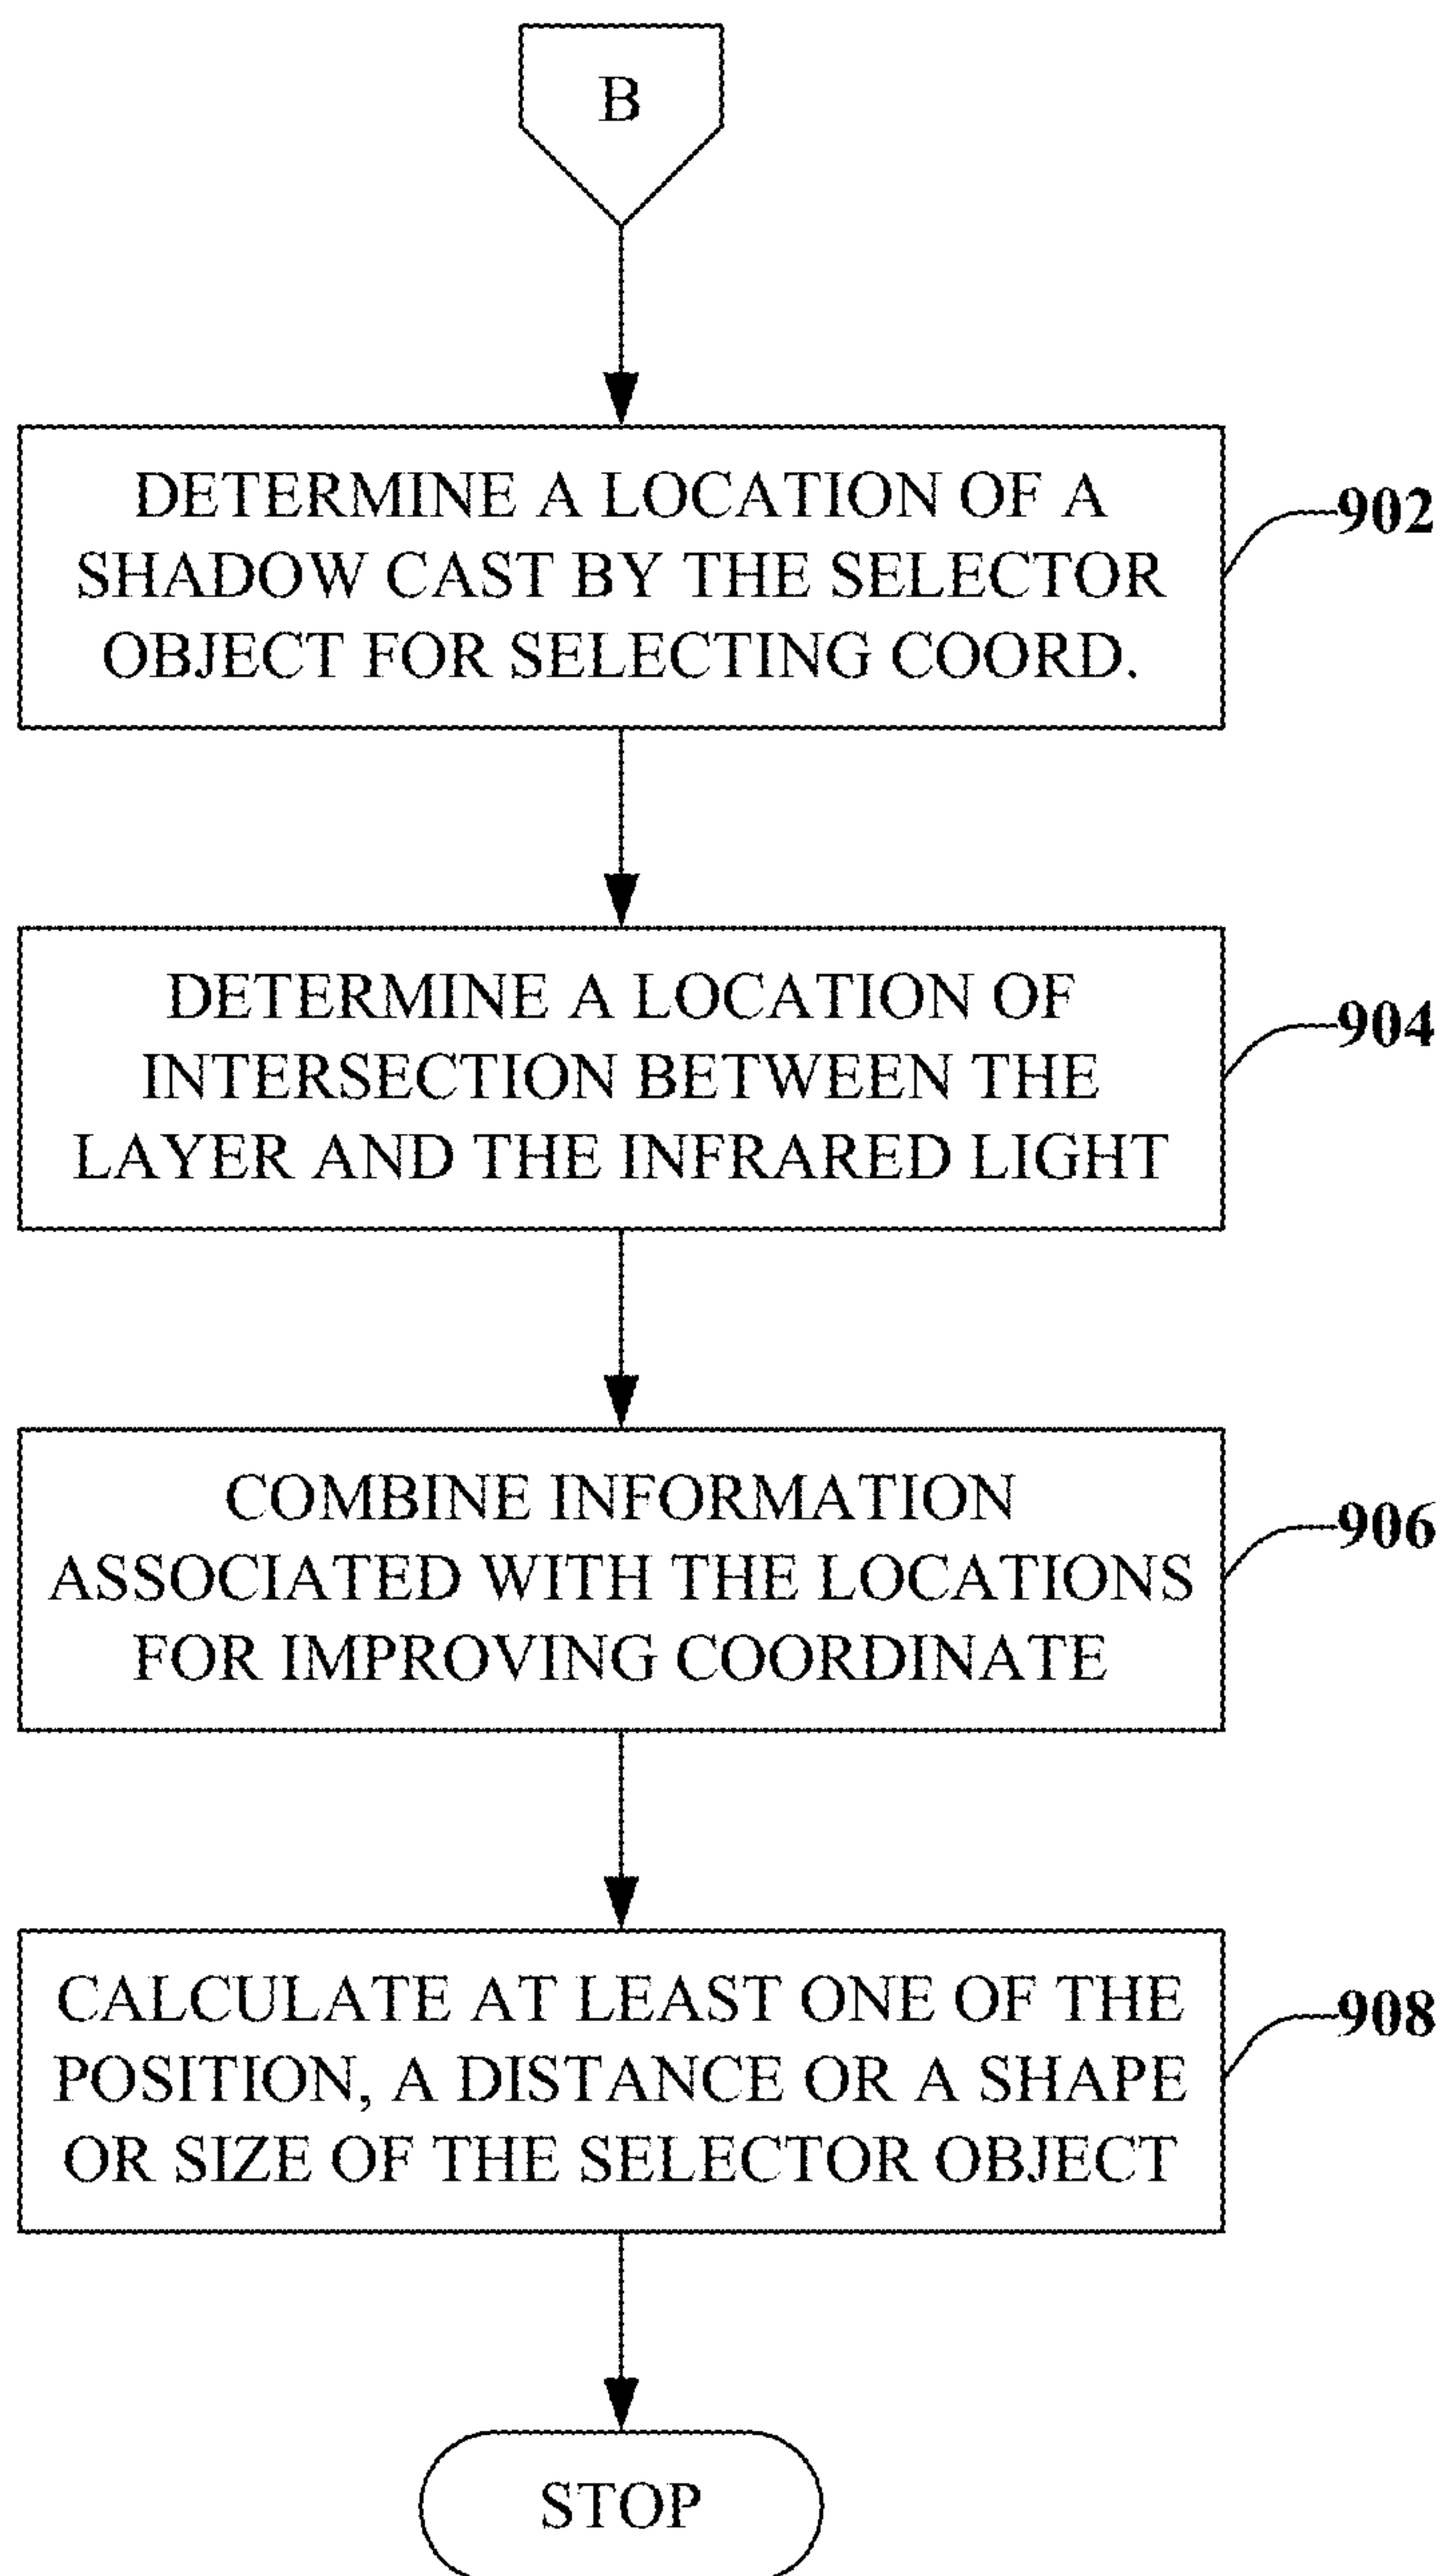 B
DETERMINE A LOCATION OF A
SHADOW CAST BY THE SELECTOR
OBJECT FOR SELECTING COORD.
902
DETERMINE A LOCATION OF
INTERSECTION BETWEEN THE
LAYER AND THE INFRARED LIGHT
904
COMBINE INFORMATION
ASSOCIATED WITH THE LOCATIONS
FOR IMPROVING COORDINATE
906
CALCULATE AT LEAST ONE OF THE
POSITION, A DISTANCE OR A SHAPE
OR SIZE OF THE SELECTOR OBJECT
908
STOP